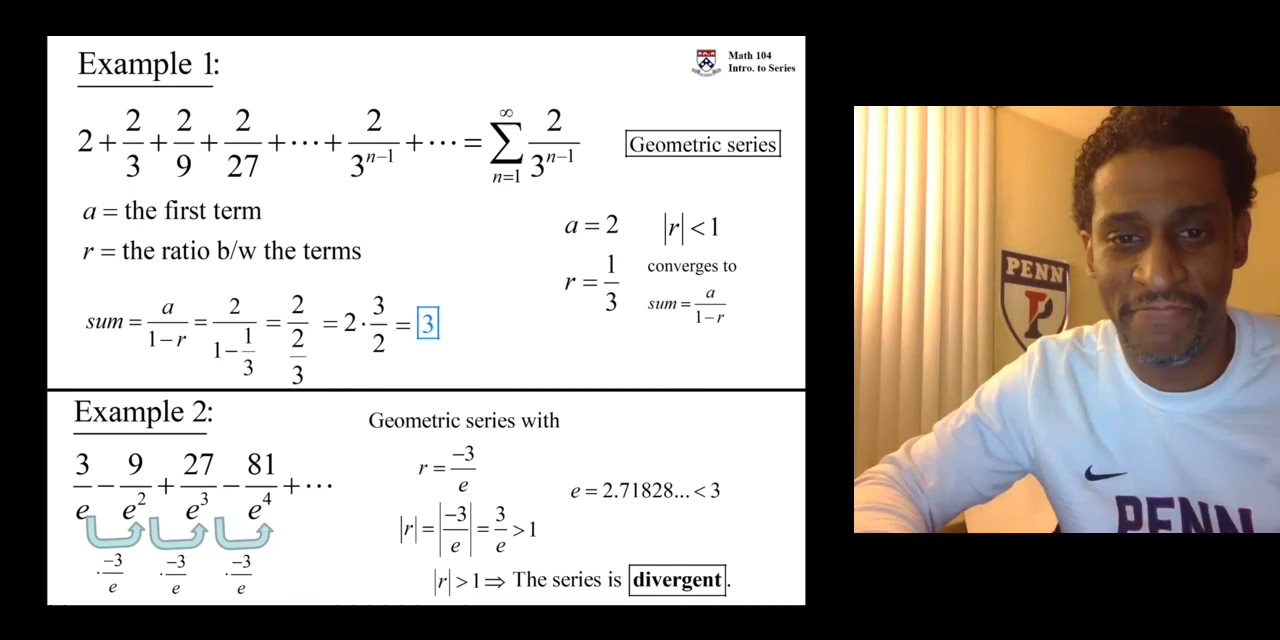 Example 1:
Math 104
Intro. to Series
2 + 2/3 + 2/9 + 2/27 + ⋯ + 2/3^{n−1} + ⋯ = ∑_{n=1}^{∞} 2/3^{n−1}
Geometric series
a = the first term
r = the ratio b/w the terms
a = 2
|r| < 1
r = 1/3
converges to
sum = a/(1−r)
sum = a/(1−r) = 2/(1−1/3) = 2/(2/3) = 2 · 3/2 = 3
Example 2:
3/e − 9/e^2 + 27/e^3 − 81/e^4 + ⋯
· −3/e
· −3/e
· −3/e
Geometric series with
r = −3/e
e = 2.71828... < 3
|r| = |−3/e| = 3/e > 1
|r| > 1 ⇒ The series is divergent.
PENN
P
PENN